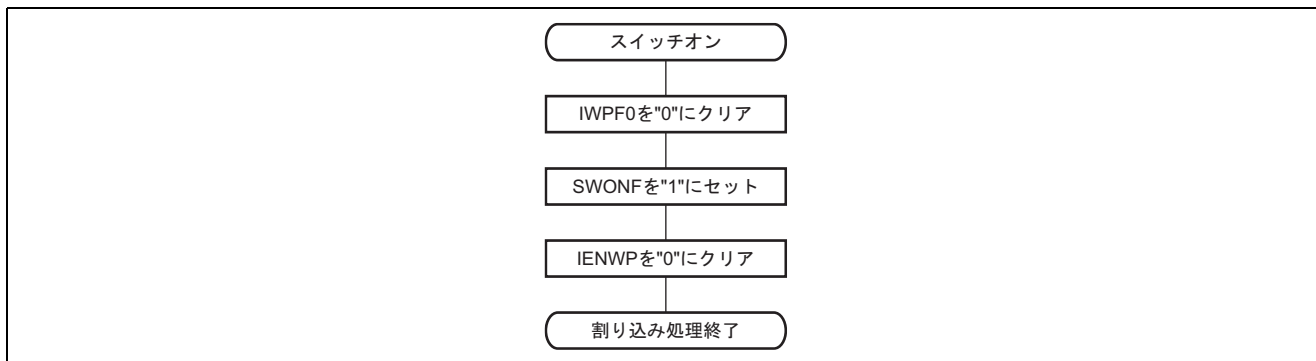 スイッチオン
IWPF0を"0"にクリア
SWONFを"1"にセット
IENWPを"0"にクリア
割り込み処理終了